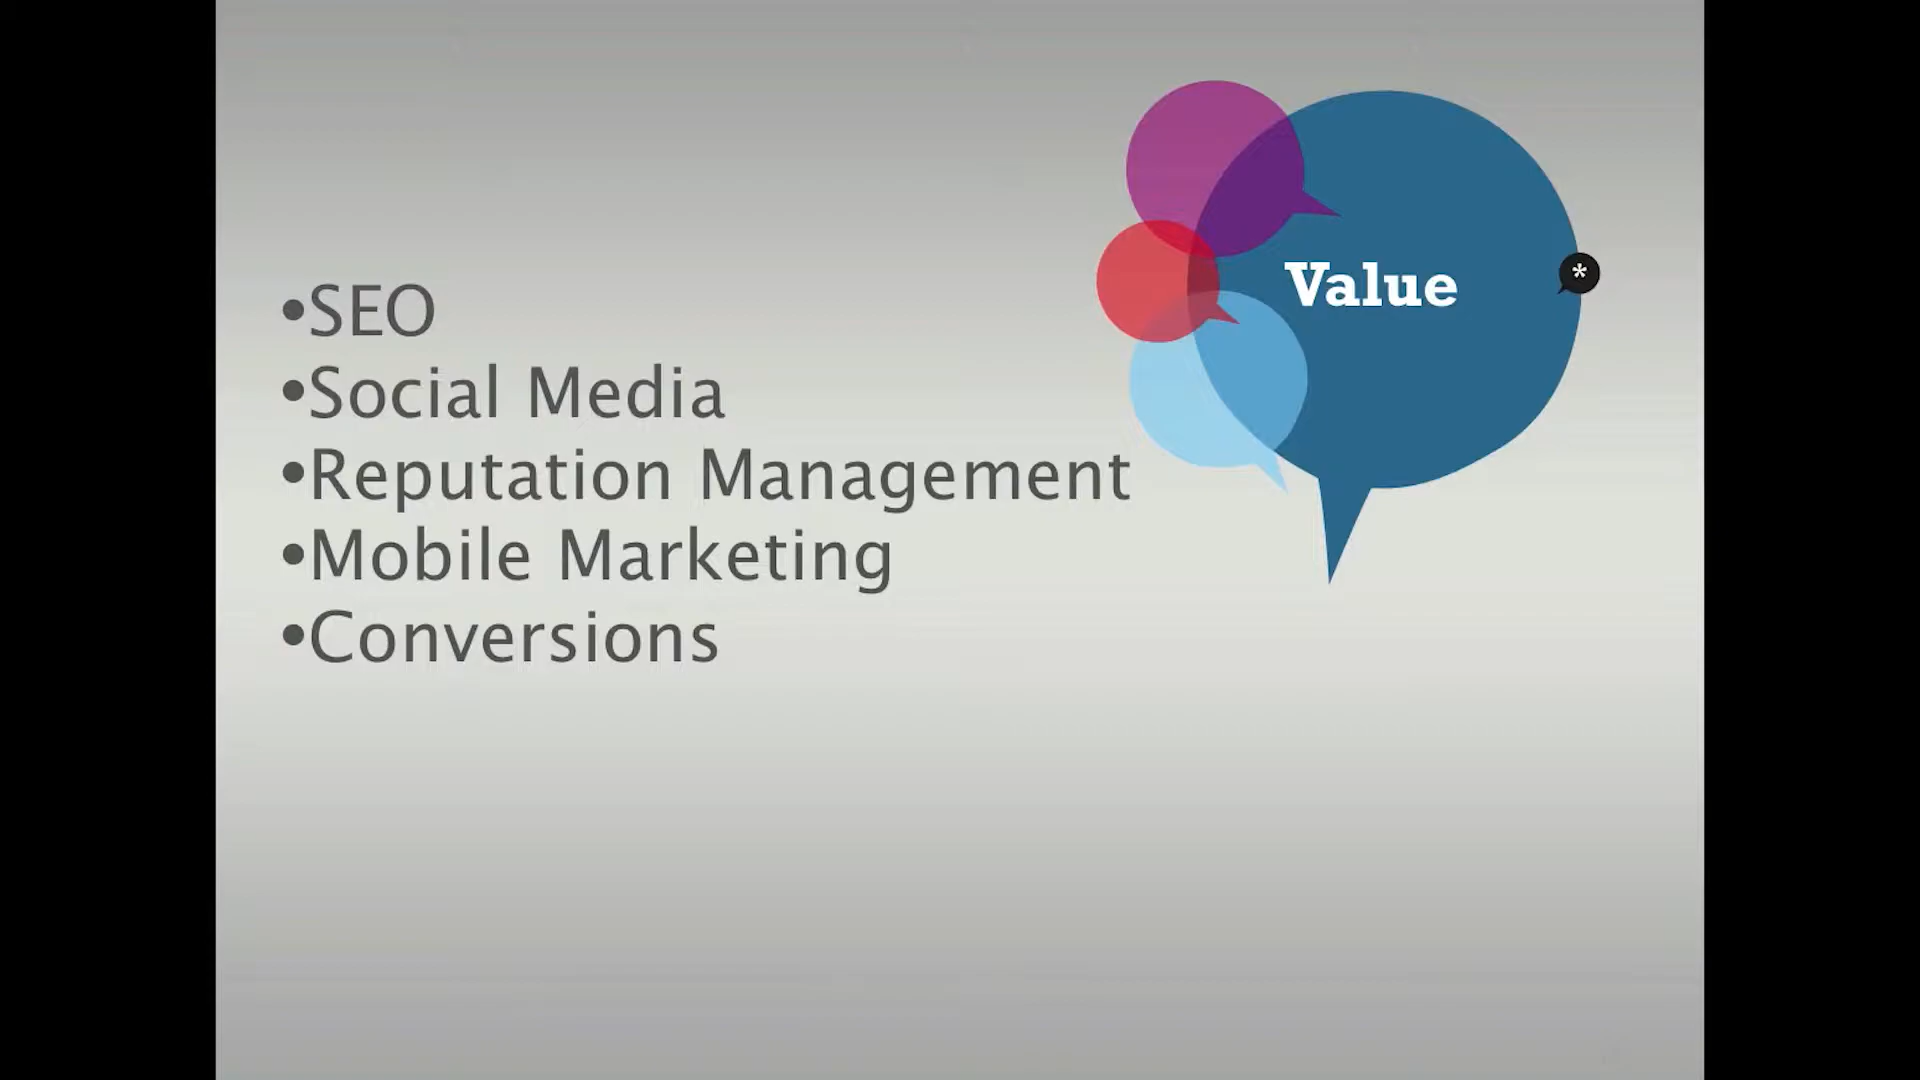 •SEO
•Social Media
•Reputation Management
•Mobile Marketing
•Conversions
Value
*